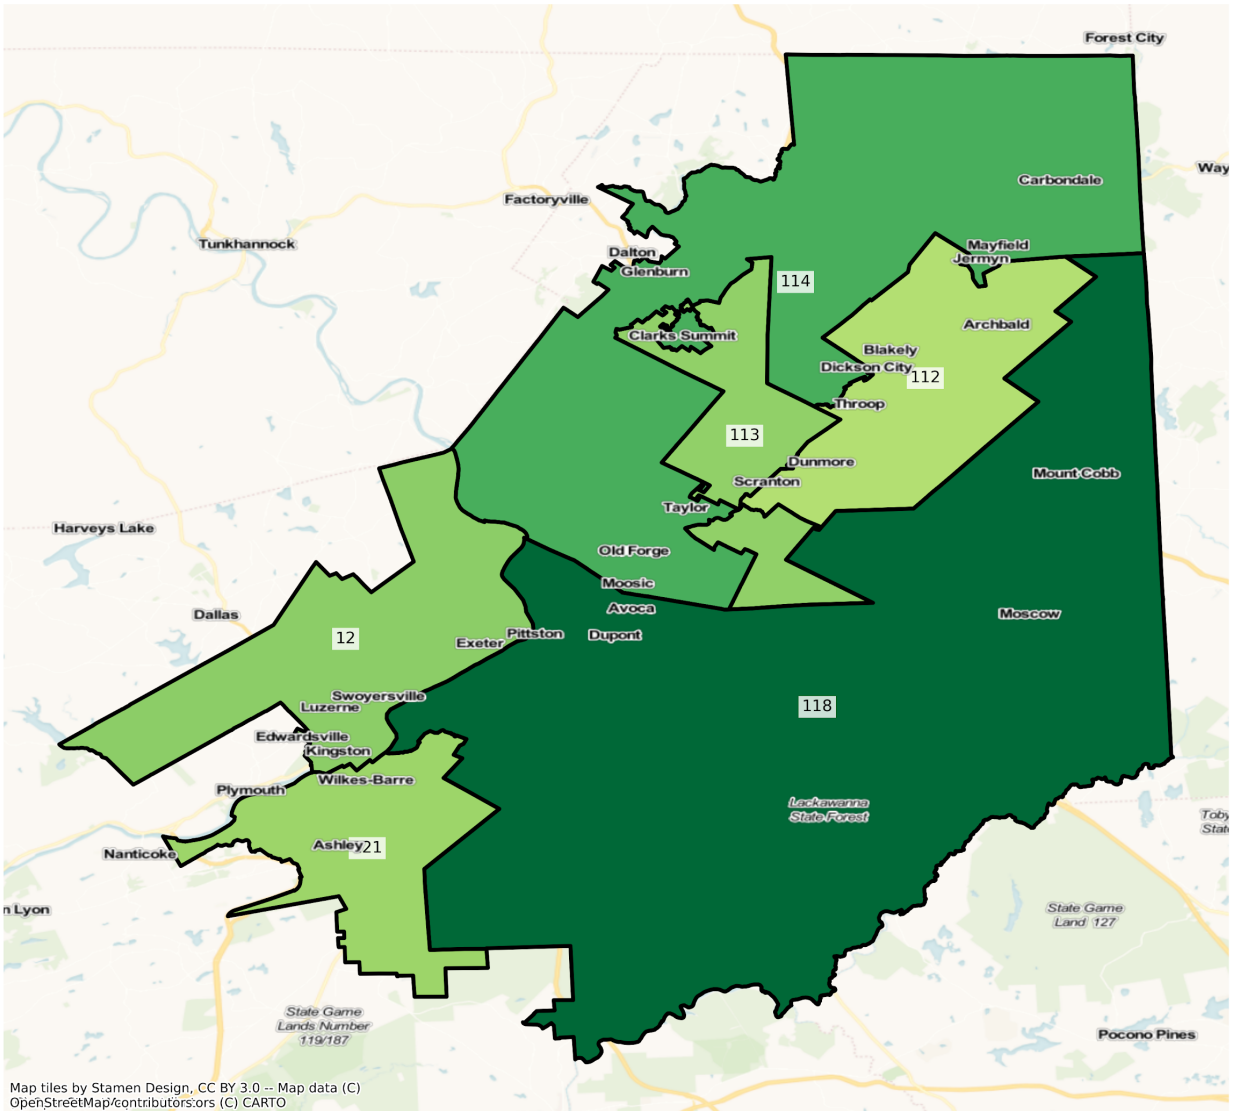 Forest City
Way
Carbondale
Factoryville
Tunkhannock
Mayfield
Dalton
Jermyn
Glenburn
114
Archbald
Clarks Summit
Blakely
Dickson City
112
Throop
113
Dunmore
Mount Cobb
Scranton
Taylor
Harveys Lake
Old Forge
Moosic
Avoca
Moscow
Dallas
Pittston
Dupont
12
Exeter
Swoyersville
Luzerne
118
Edwardsville
Kingston
Wilkes-Barre
Plymouth
Lackawanna
State Forest
Toby
State
Ashley
21
Nanticoke
n Lyon
State Game
Land 127
State Game
Lands Number
119/187
Pocono Pines
Map tiles by Stamen Design, CC BY 3.0 -- Map data (C)
OpenStreetMap contributors (C) CARTO